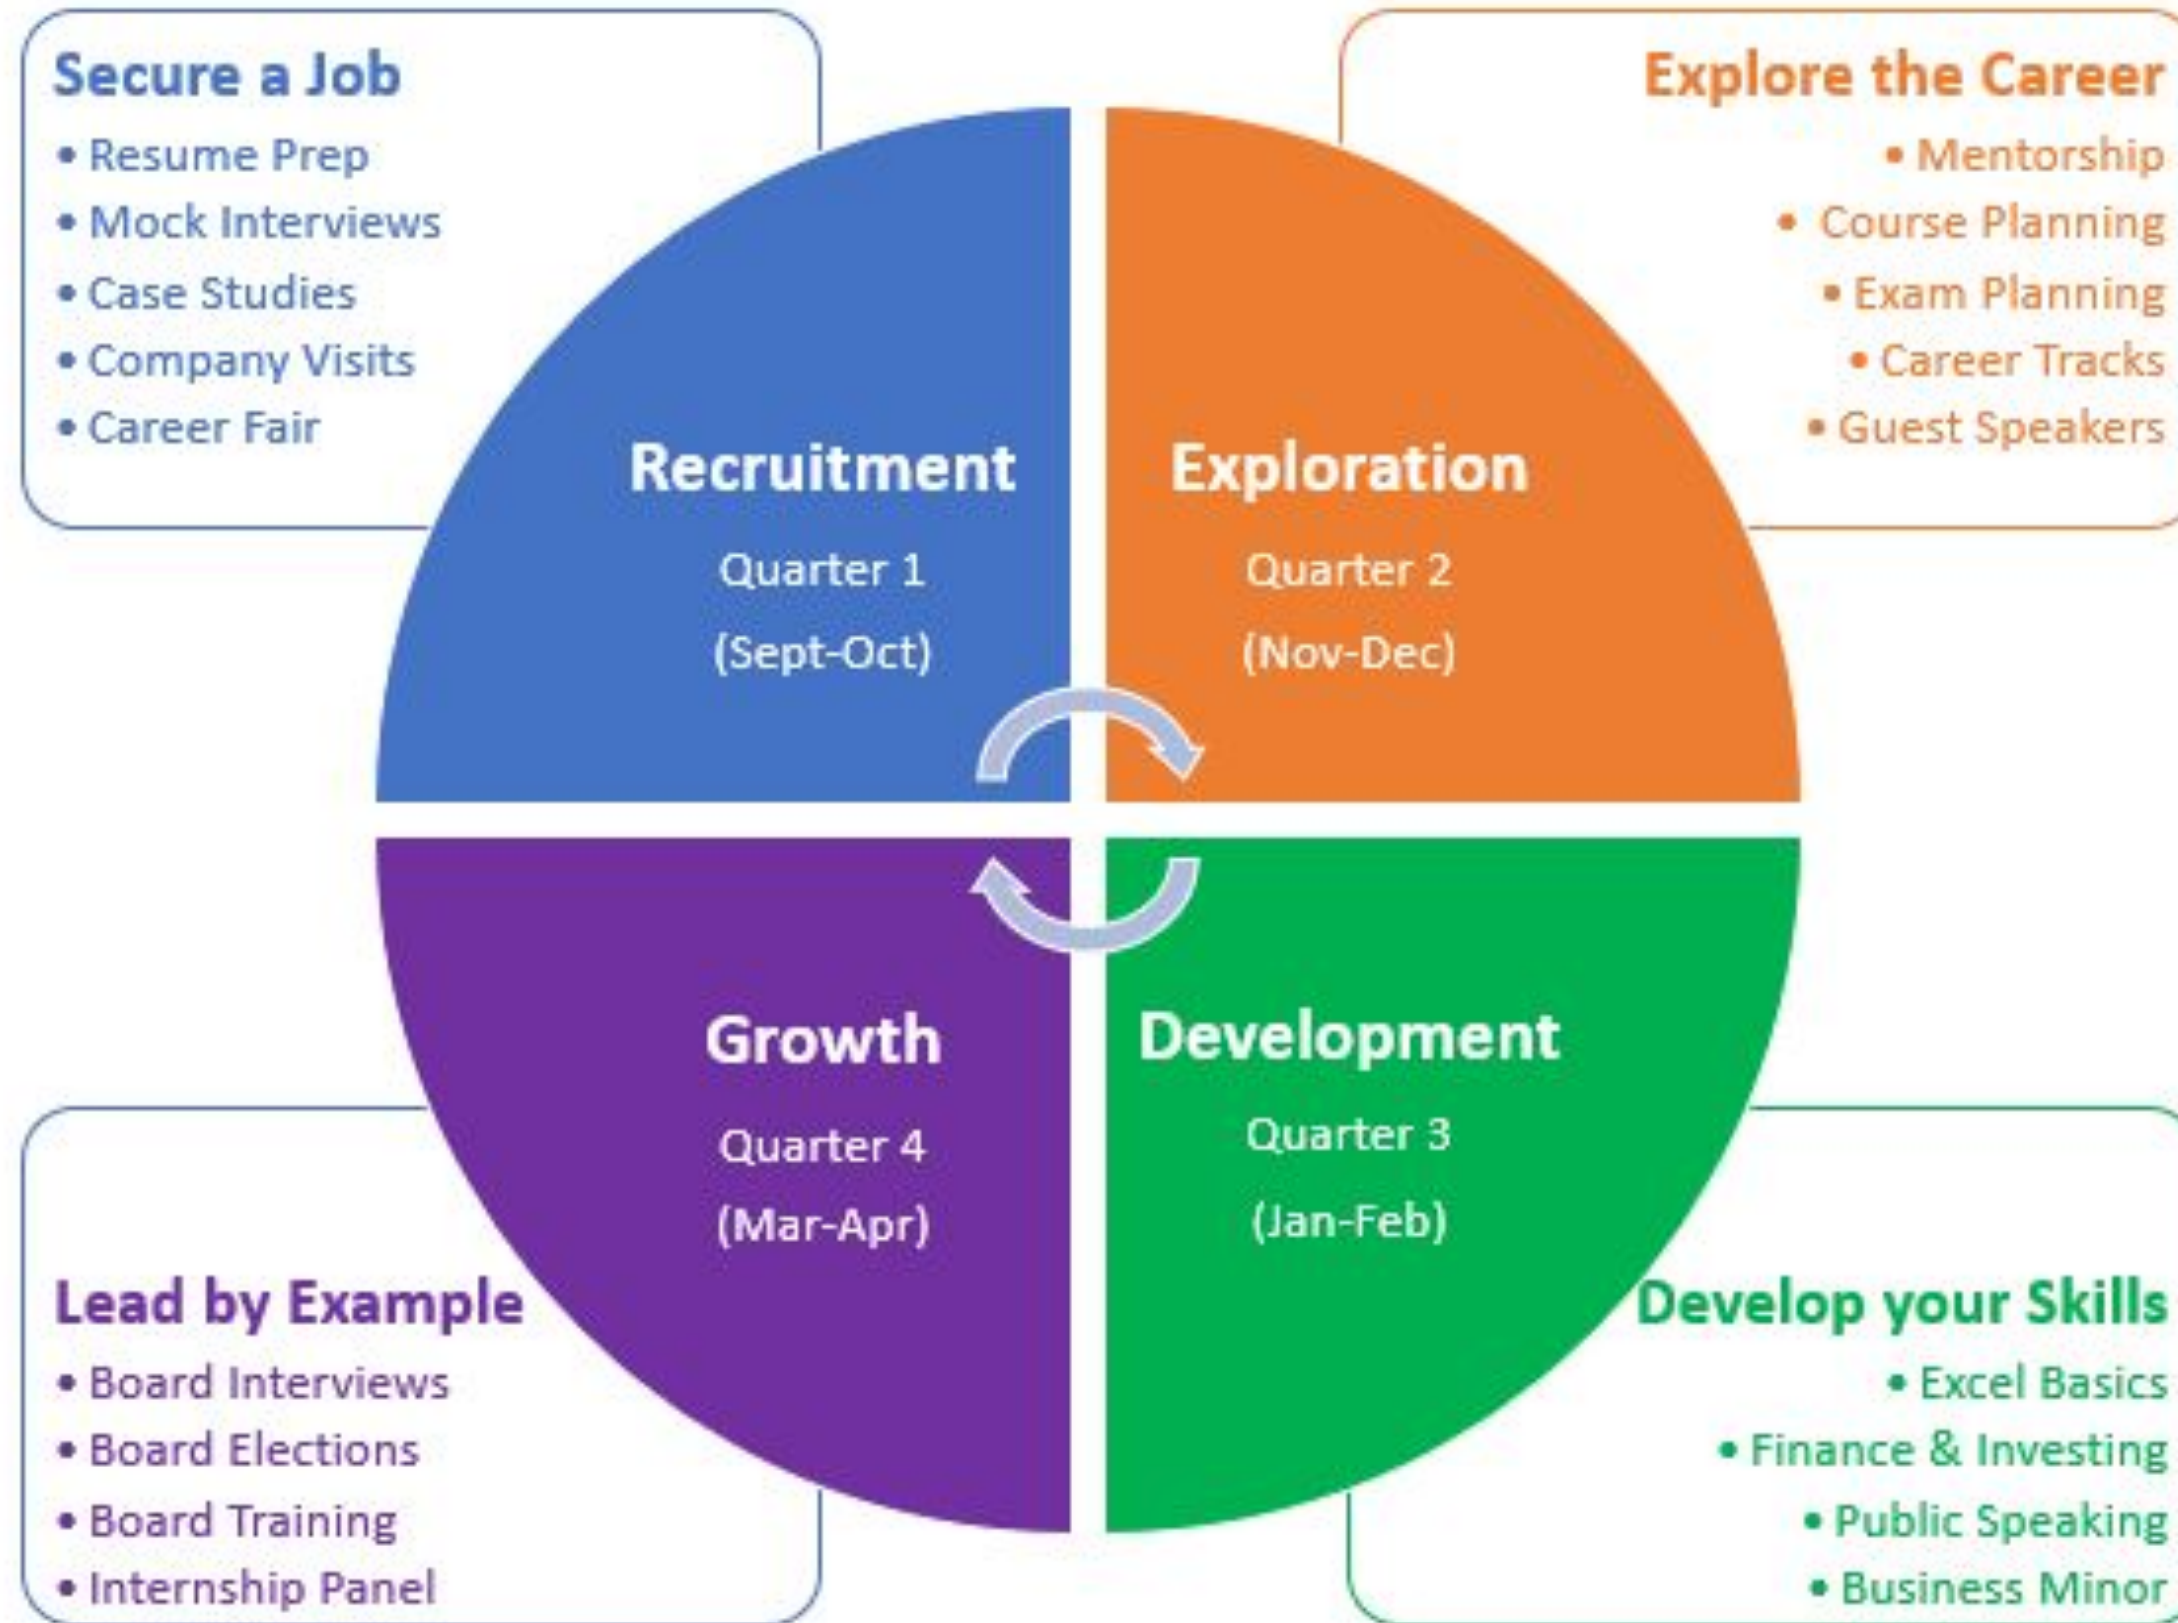 Secure a Job
• Resume Prep
• Mock Interviews
• Case Studies
• Company Visits
• Career Fair
Explore the Career
• Mentorship
• Course Planning
• Exam Planning
• Career Tracks
• Guest Speakers
Recruitment
Quarter 1
(Sept-Oct)
Exploration
Quarter 2
(Nov-Dec)
Growth
Quarter 4
(Mar-Apr)
Development
Quarter 3
(Jan-Feb)
Lead by Example
• Board Interviews
• Board Elections
• Board Training
• Internship Panel
Develop your Skills
• Excel Basics
• Finance & Investing
• Public Speaking
• Business Minor